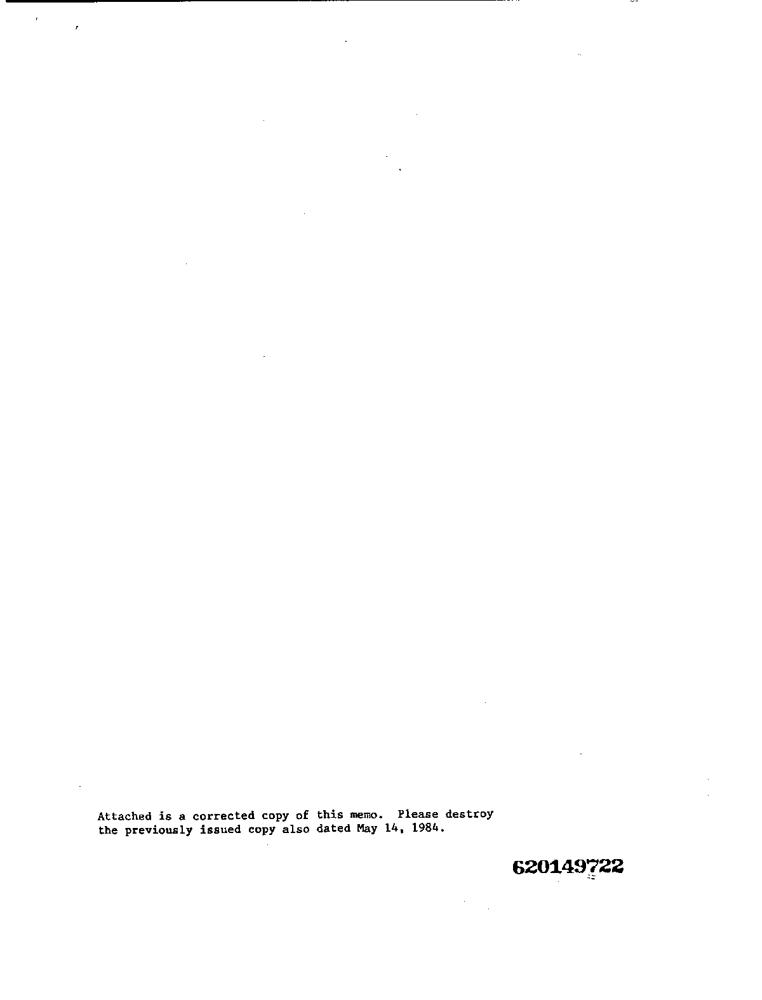 Attached is a corrected copy of this memo. Please destroy
the previously issued copy also dated May 14, 1984.
620149722